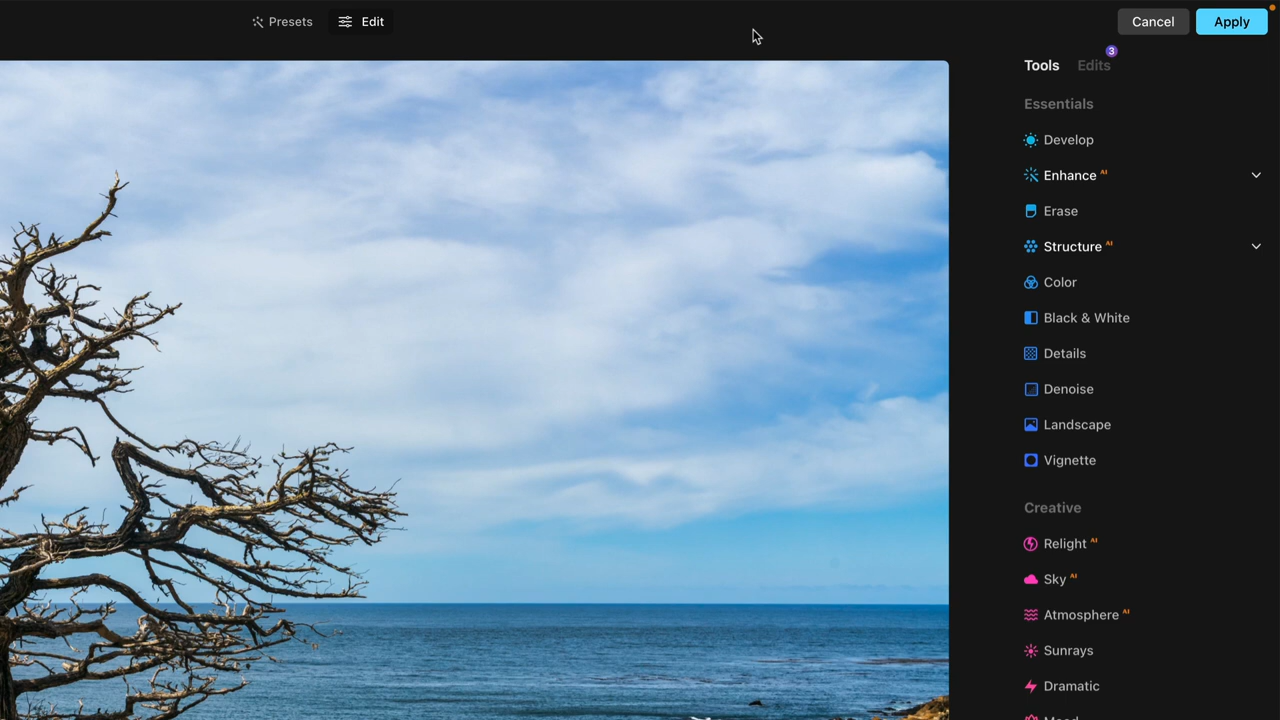 Presets
Edit
Cancel
Apply
Tools
Edits
3
Essentials
Develop
Enhance AI
Erase
Structure AI
Color
Black & White
Details
Denoise
Landscape
Vignette
Creative
Relight AI
Sky AI
Atmosphere AI
Sunrays
Dramatic
Mood